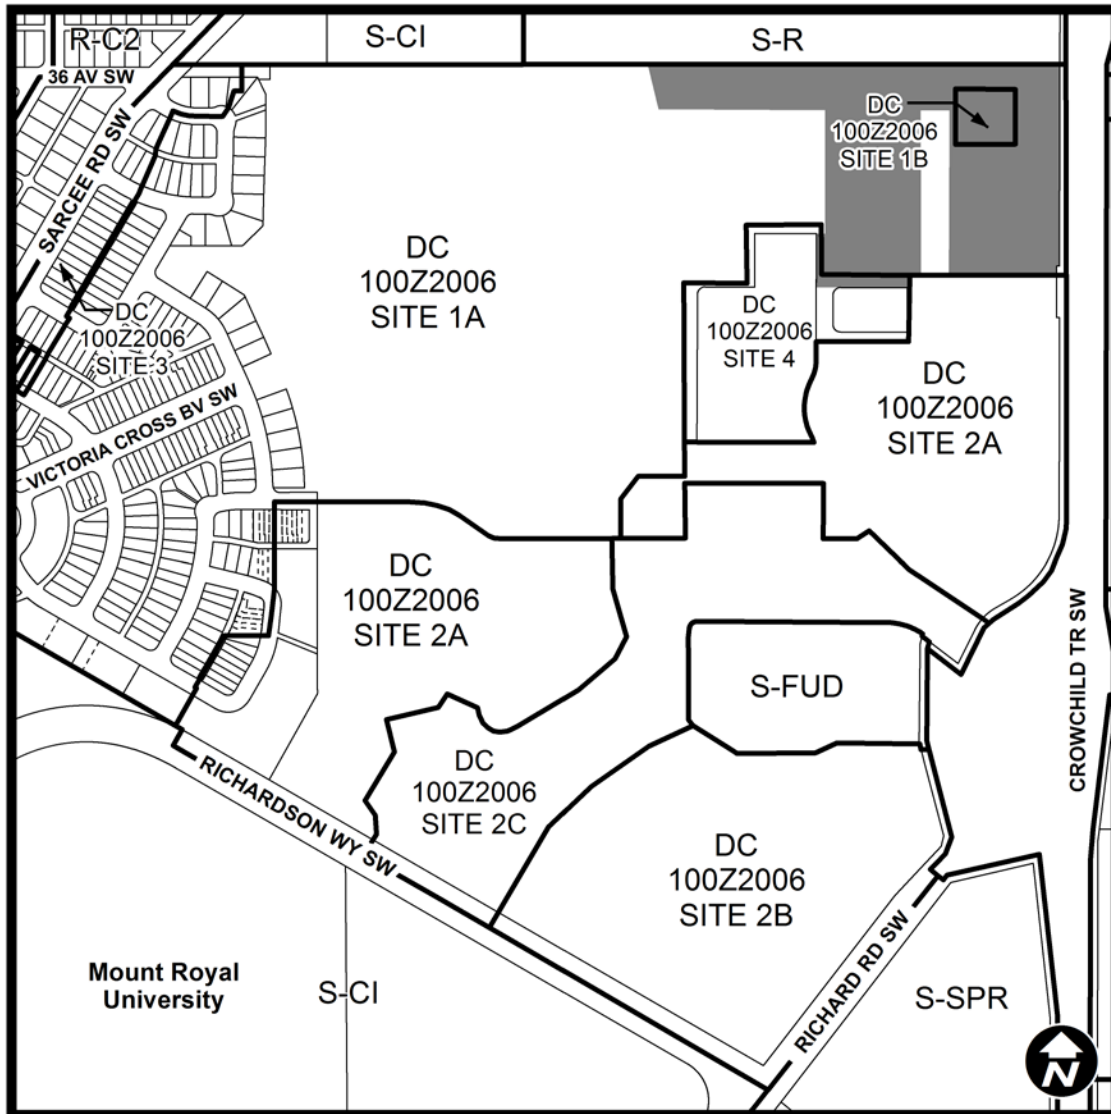 R-C2
S-CI
S-R
36 AV SW
SARCEE RD SW
DC
100Z2006
SITE 1B
DC
100Z2006
SITE 1A
DC
100Z2006
SITE 3
DC
100Z2006
SITE 4
DC
100Z2006
SITE 2A
VICTORIA CROSS BV SW
DC
100Z2006
SITE 2A
CROWCHILD TR SW
S-FUD
DC
100Z2006
SITE 2C
RICHARDSON WY SW
DC
100Z2006
SITE 2B
RICHARD RD SW
Mount Royal
University
S-CI
S-SPR
N